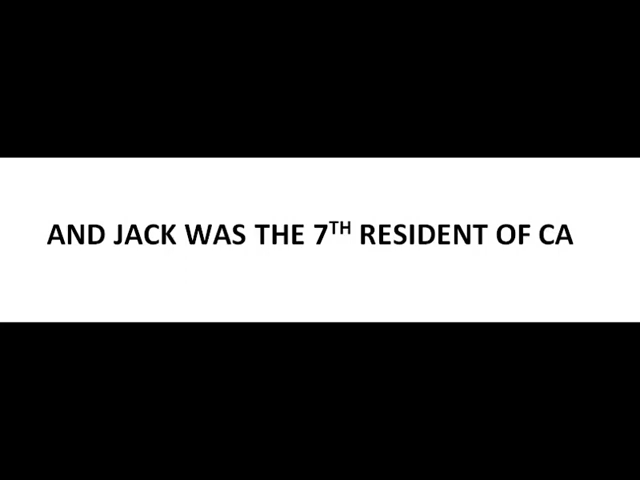 AND JACK WAS THE 7TH RESIDENT OF CA